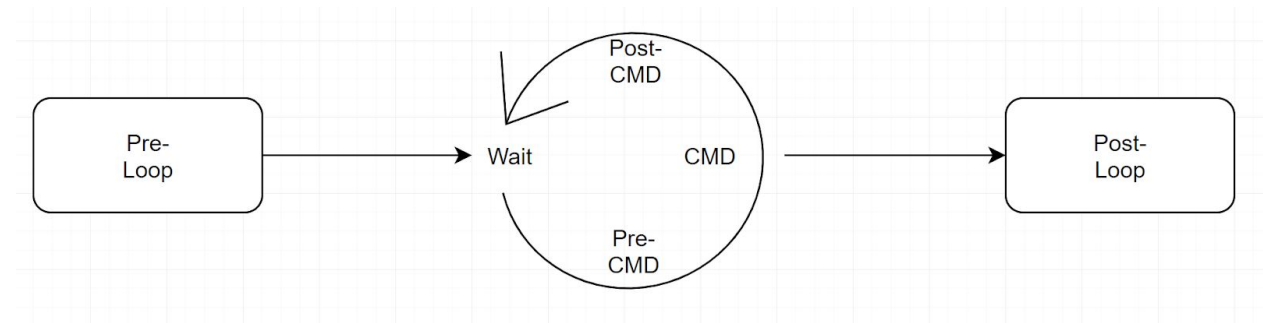 Pre-
Loop
Wait
Post-
CMD
CMD
Pre-
CMD
Post-
Loop